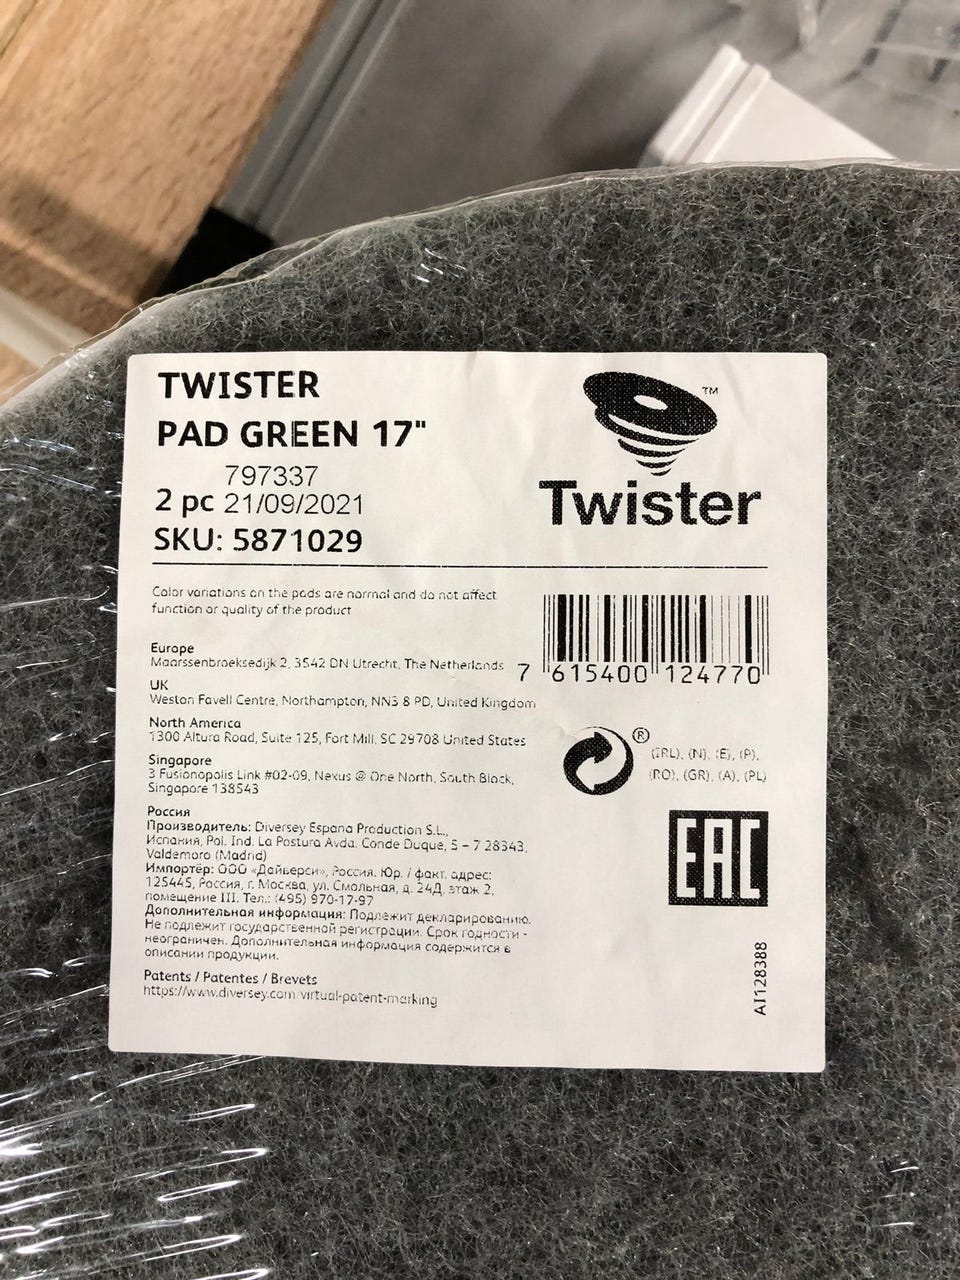 TWISTER
PAD GREEN 17"
797337
2 pc 21/09/2021
SKU: 5871029
™
Twister
Color variations on the pads are normal and do not affect
function or quality of the product
7 615400 124770
Europe
Maarssenbroeksedijk 2, 3542 DN Utrecht, The Netherlands
UK
Weston Favell Centre, Northampton, NN3 8 PD, United Kingdom
North America
1300 Altura Road, Suite 125, Fort Mill, SC 29708 United States
Singapore
3 Fusionopolis Link #02-09, Nexus @ One North, South Block,
Singapore 138543
®
(IRL), (N), (E), (P),
(RO), (GR), (A), (PL)
EAC
Россия
Производитель: Diversey Espana Production S.L.,
Испания, Pol. Ind. La Postura Avda. Conde Duque, 5 – 7 28343,
Valdemoro (Madrid)
Импортёр: ООО «Дайверси», Россия. Юр. / факт. адрес:
125445, Россия, г. Москва, ул. Смольная, д. 24Д, этаж 2,
помещение III. Тел.: (495) 970-17-97
Дополнительная информация: Подлежит декларированию.
Не подлежит государственной регистрации. Срок годности -
неограничен. Дополнительная информация содержится в
описании продукции.
Patents / Patentes / Brevets
https://www.diversey.com/virtual-patent-marking
AI128388